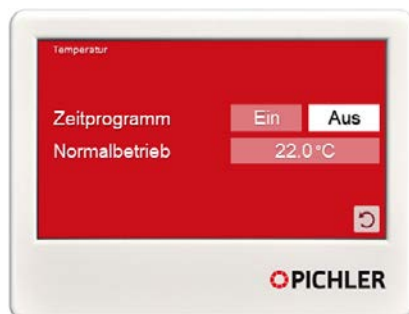 Temperatur
Zeitprogramm Ein Aus
Normalbetrieb 22.0 °C
PICHLER